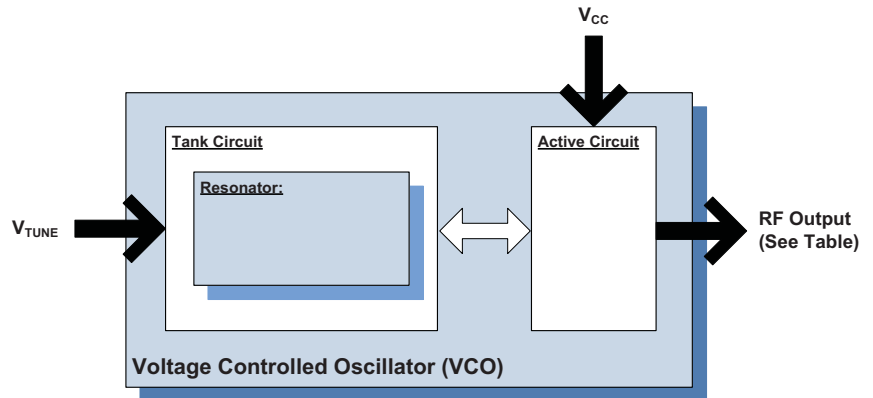 VCC
Tank Circuit
Active Circuit
Resonator:
VTUNE
RF Output
(See Table)
Voltage Controlled Oscillator (VCO)